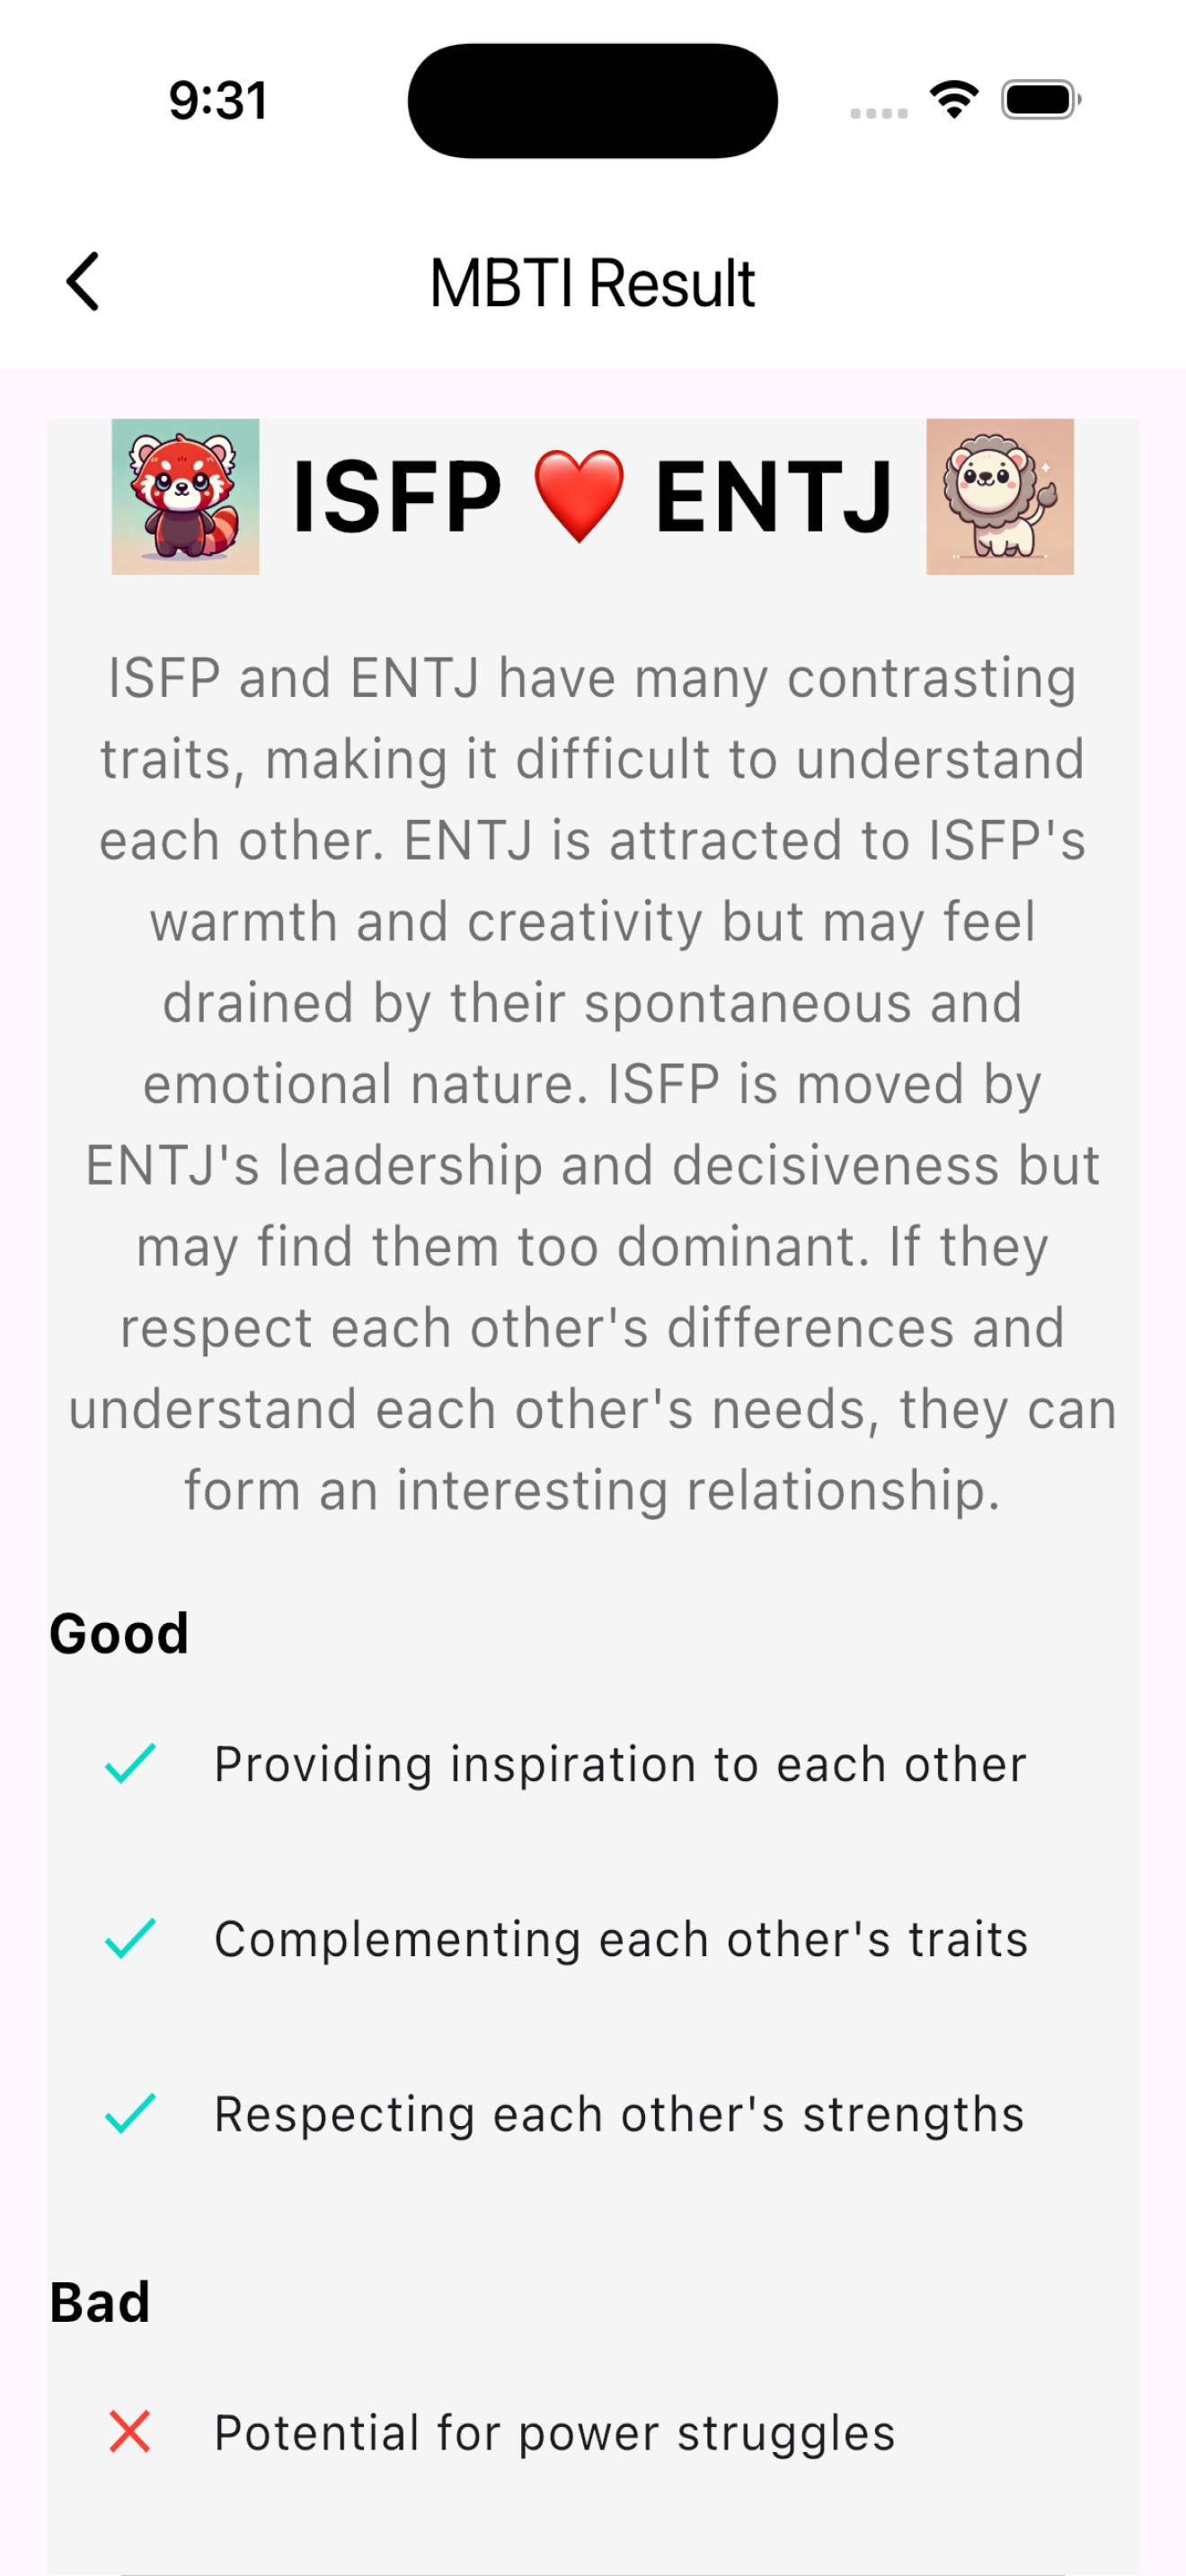 9:31
MBTI Result
ISFP ❤️ ENTJ
ISFP and ENTJ have many contrasting
traits, making it difficult to understand
each other. ENTJ is attracted to ISFP's
warmth and creativity but may feel
drained by their spontaneous and
emotional nature. ISFP is moved by
ENTJ's leadership and decisiveness but
may find them too dominant. If they
respect each other's differences and
understand each other's needs, they can
form an interesting relationship.
Good
Providing inspiration to each other
Complementing each other's traits
Respecting each other's strengths
Bad
Potential for power struggles